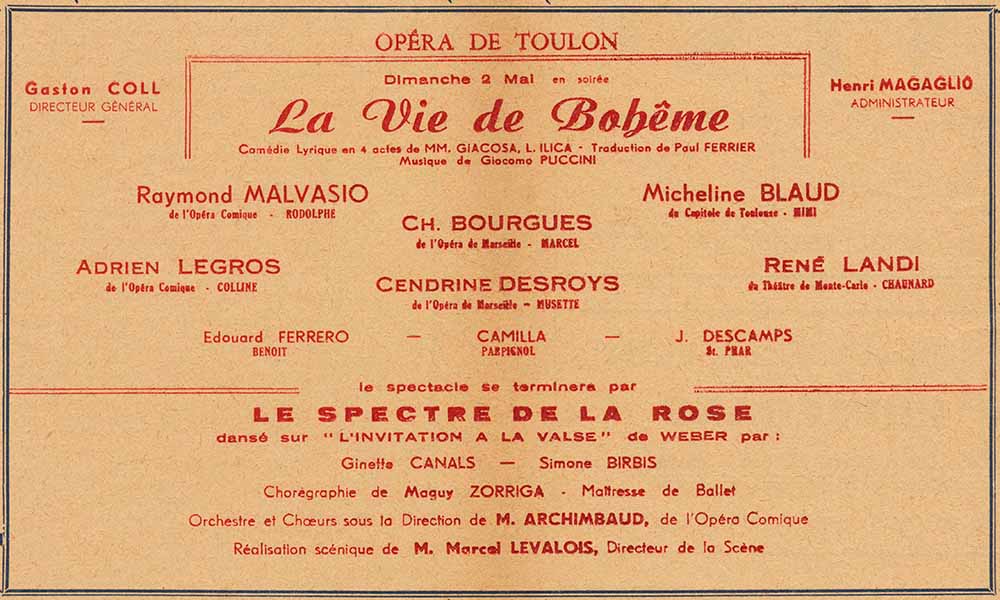 OPÉRA DE TOULON
Gaston COLL
DIRECTEUR GÉNÉRAL
Henri MAGAGLIO
ADMINISTRATEUR
Dimanche 2 Mai en soirée
La Vie de Bohême
Comédie Lyrique en 4 actes de MM. GIACOSA, L. ILICA - Traduction de Paul FERRIER
Musique de Giocomo PUCCINI
Raymond MALVASIO
de l'Opéra Comique - RODOLPHE
Micheline BLAUD
du Capitole de Toulouse - MIMI
CH. BOURGUES
de l'Opéra de Marseille - MARCEL
ADRIEN LEGROS
de l'Opéra Comique - COLLINE
RENÉ LANDI
du Théâtre de Monte-Carlo - CHAUNARD
CENDRINE DESROYS
de l'Opéra de Marseille - MUSETTE
Edouard FERRERO — CAMILLA — J. DESCAMPS
BENOIT PARPIGNOL St. PHAR
le spectacle se terminera par
LE SPECTRE DE LA ROSE
dansé sur "L'INVITATION A LA VALSE" de WEBER par :
Ginette CANALS — Simone BIRBIS
Chorégraphie de Maguy ZORRIGA - Maîtresse de Ballet
Orchestre et Chœurs sous la Direction de M. ARCHIMBAUD, de l'Opéra Comique
Réalisation scénique de M. Marcel LEVALOIS, Directeur de la Scène